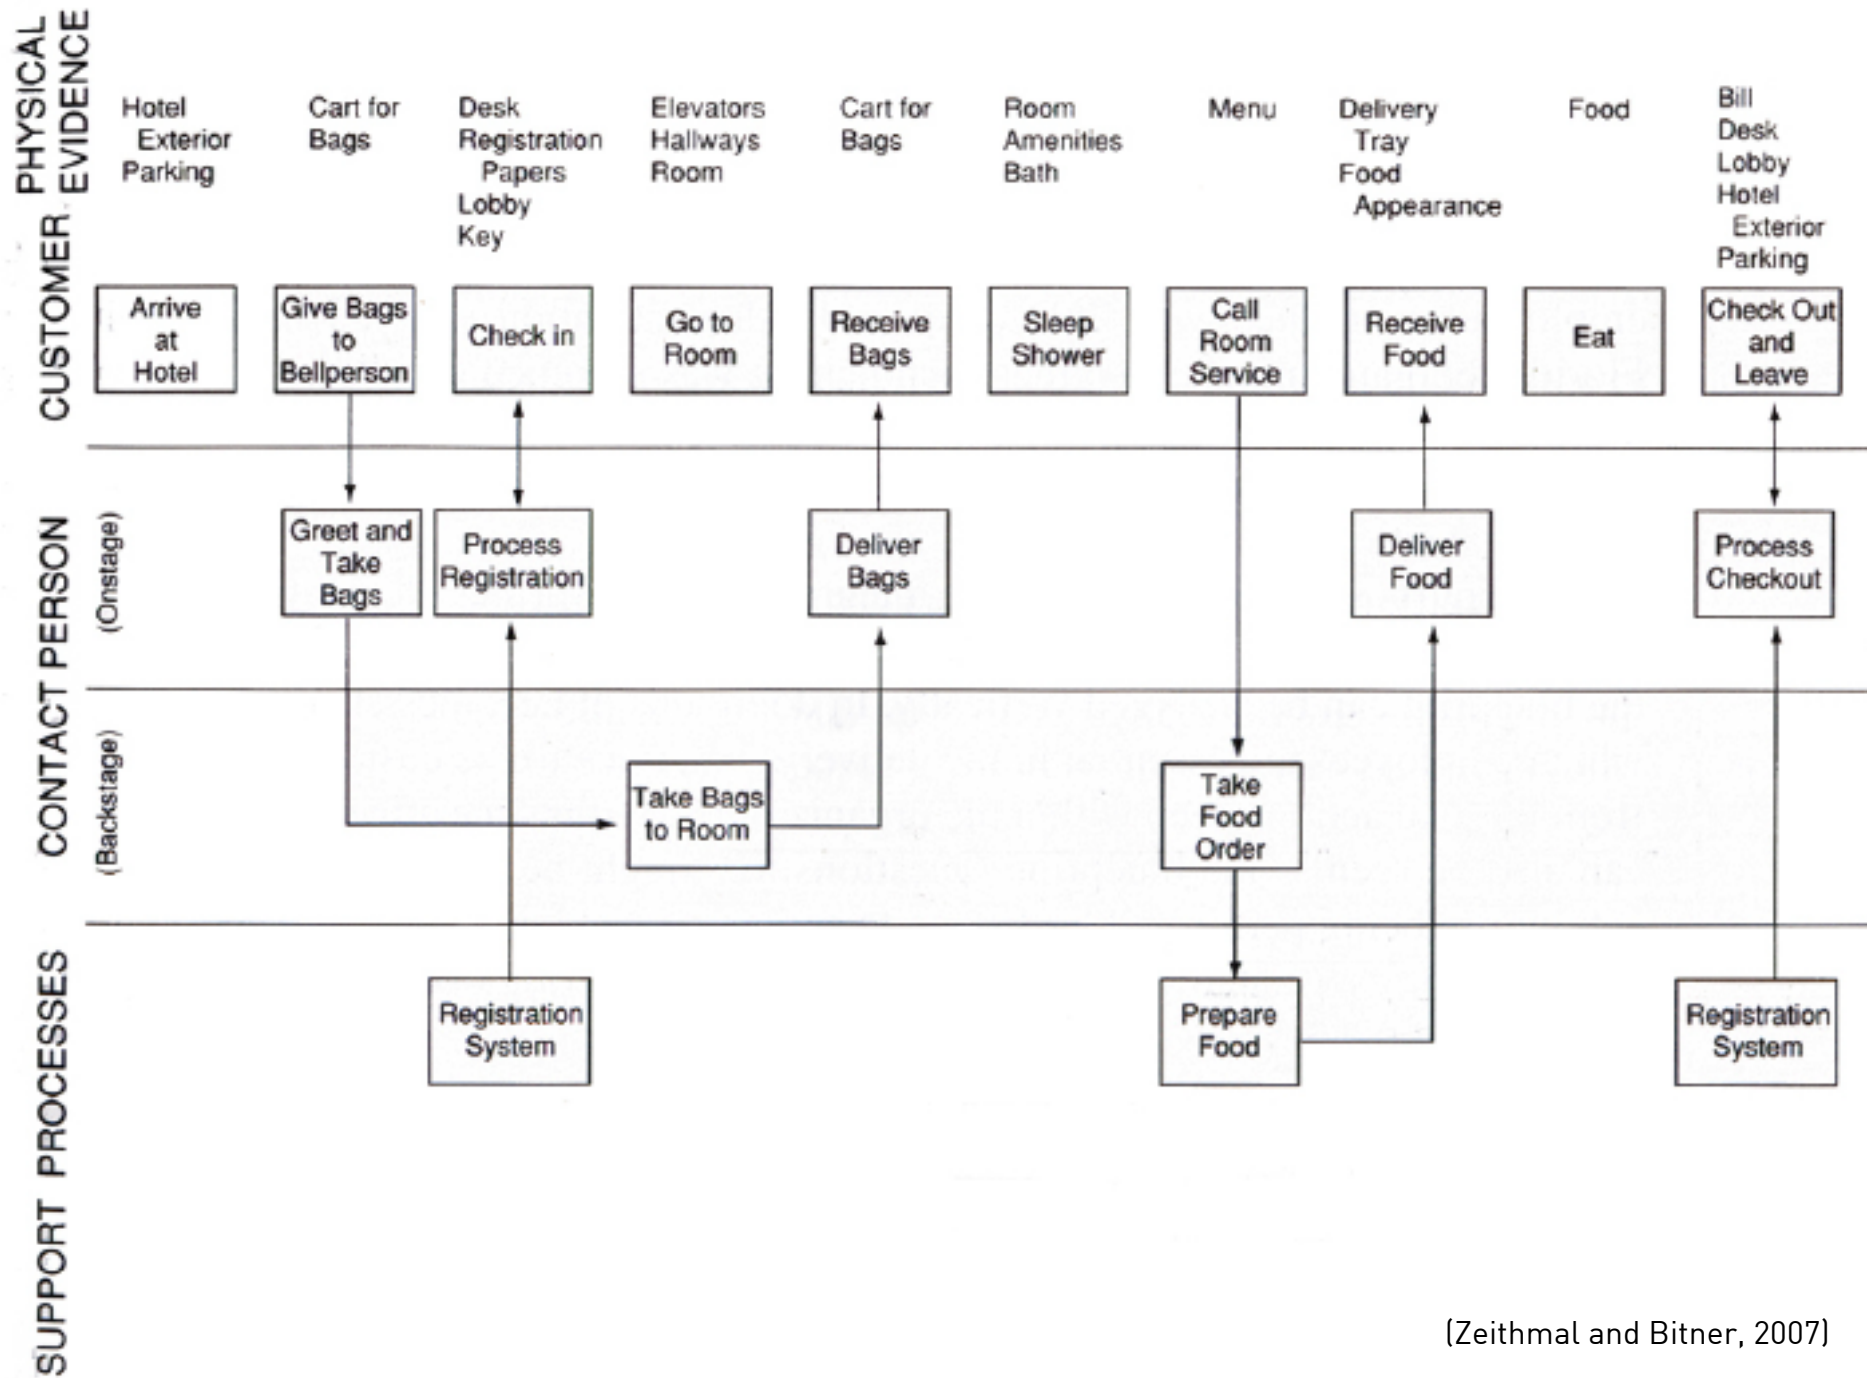 PHYSICAL
EVIDENCE
Hotel
Exterior
Parking
Cart for
Bags
Desk
Registration
Papers
Lobby
Key
Elevators
Hallways
Room
Cart for
Bags
Room
Amenities
Bath
Menu
Delivery
Tray
Food
Appearance
Food
Bill
Desk
Lobby
Hotel
Exterior
Parking
CUSTOMER
Arrive
at
Hotel
Give Bags
to
Bellperson
Check in
Go to
Room
Receive
Bags
Sleep
Shower
Call
Room
Service
Receive
Food
Eat
Check Out
and
Leave
CONTACT PERSON
(Onstage)
Greet and
Take
Bags
Process
Registration
Deliver
Bags
Deliver
Food
Process
Checkout
(Backstage)
Take Bags
to Room
Take
Food
Order
SUPPORT PROCESSES
Registration
System
Prepare
Food
Registration
System
(Zeithmal and Bitner, 2007)